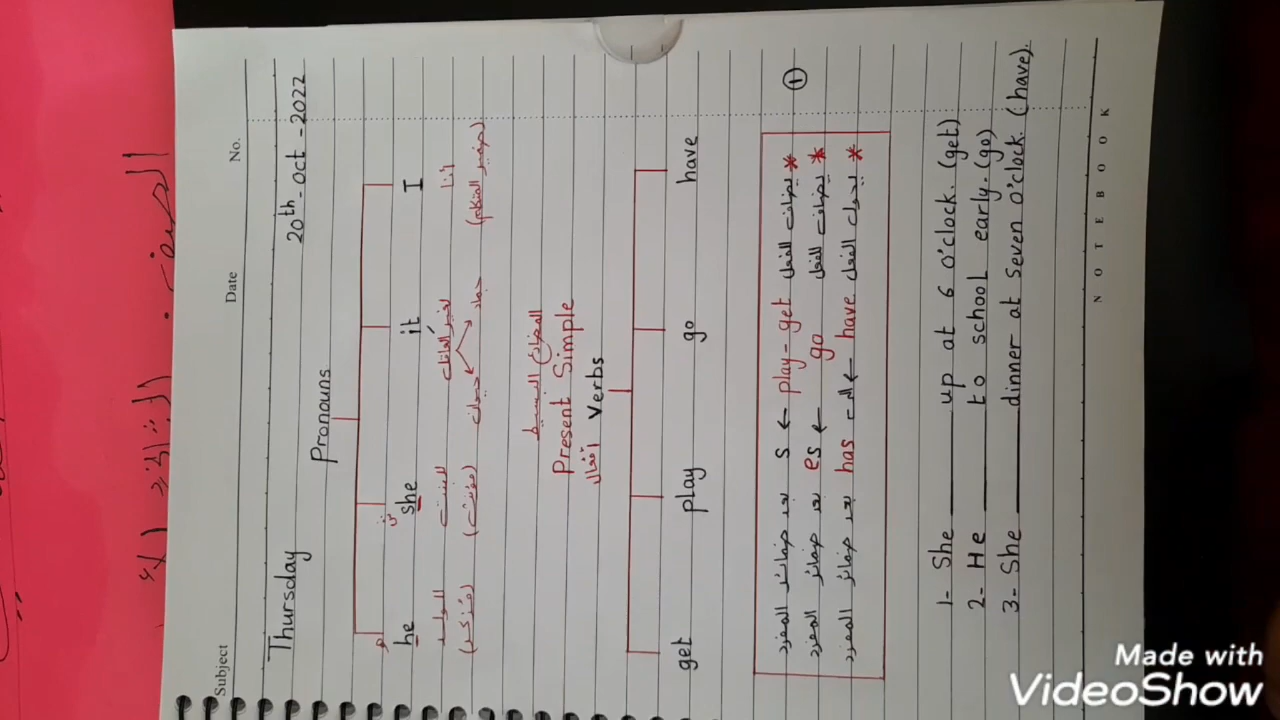 Subject Date No.
Thursday 20th-oct-2022
Pronouns
هـ ش
he she it I
للولد للبنت لغير العاقل أنا
(مذكر) (مؤنث) حيوان جماد (ضمير المتكلم)
المضارع البسيط
Present Simple
أفعال Verbs
get play go have
①
* يضاف للفعل play - get ← s بعد ضمائر المفرد
* يضاف للفعل go ← es بعد ضمائر المفرد
* يحول الفعل have ← الـ - has بعد ضمائر المفرد
1- She ______ up at 6 o'clock. (get)
2- He ______ to school early. (go)
3- She ______ dinner at seven o'clock. (have).
NOTEBOOK
Made with
VideoShow